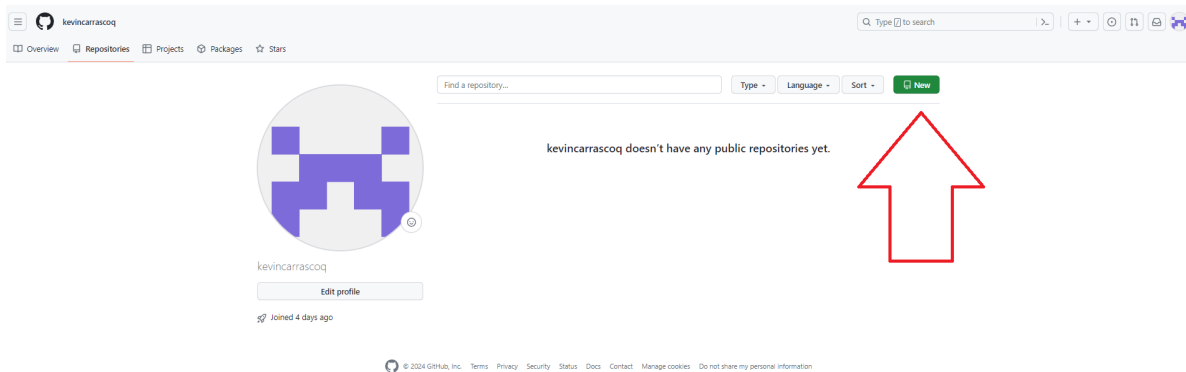 kevincarrascoq
Type / to search
Overview Repositories Projects Packages Stars
Find a repository...
Type Language Sort New
kevincarrascoq doesn't have any public repositories yet.
kevincarrascoq
Edit profile
Joined 4 days ago
© 2024 GitHub, Inc. Terms Privacy Security Status Docs Contact Manage cookies Do not share my personal information